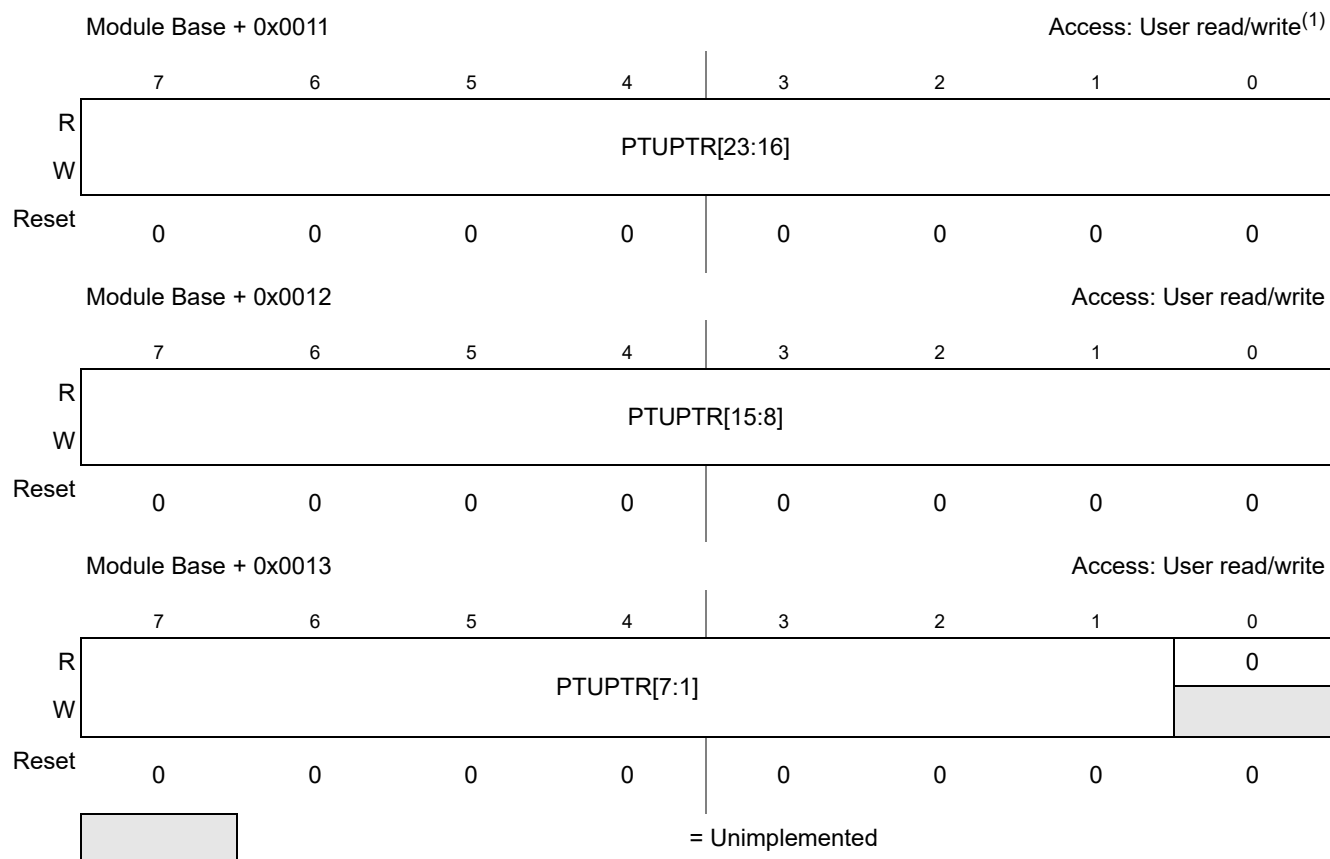 Module Base + 0x0011 Access: User read/write(1)
7 6 5 4 3 2 1 0
R
PTUPTR[23:16]
W
Reset 0 0 0 0 0 0 0 0
Module Base + 0x0012 Access: User read/write
7 6 5 4 3 2 1 0
R
PTUPTR[15:8]
W
Reset 0 0 0 0 0 0 0 0
Module Base + 0x0013 Access: User read/write
7 6 5 4 3 2 1 0
R 0
PTUPTR[7:1]
W
Reset 0 0 0 0 0 0 0 0
= Unimplemented